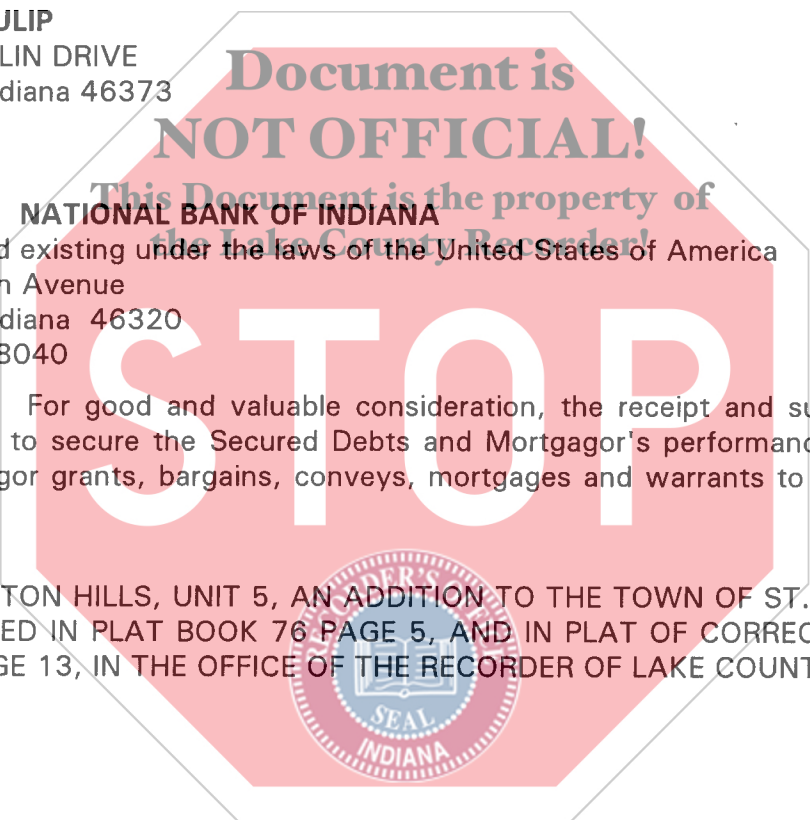 ULIP
LIN DRIVE
diana 46373
Document is
NOT OFFICIAL!
This Document is the property of
the Lake County Recorder!
NATIONAL BANK OF INDIANA
d existing under the laws of the United States of America
n Avenue
diana 46320
8040
STOP
For good and valuable consideration, the receipt and su
to secure the Secured Debts and Mortgagor's performanc
gor grants, bargains, conveys, mortgages and warrants to
TON HILLS, UNIT 5, AN ADDITION TO THE TOWN OF ST.
ED IN PLAT BOOK 76 PAGE 5, AND IN PLAT OF CORREC
GE 13, IN THE OFFICE OF THE RECORDER OF LAKE COUNT
RECORDER'S OFFICE
SEAL
INDIANA